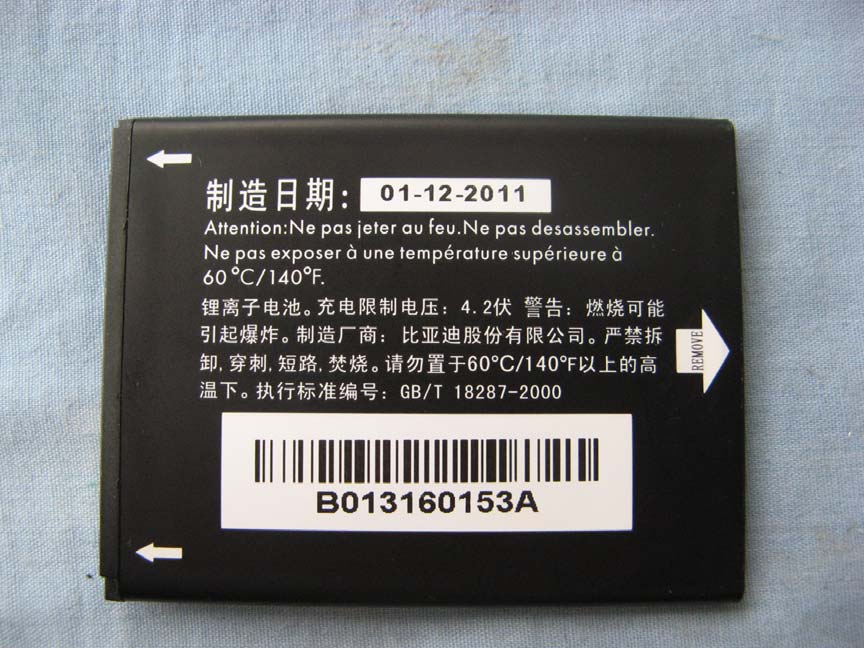 制造日期: 01-12-2011
Attention:Ne pas jeter au feu.Ne pas desassembler.
Ne pas exposer à une température supérieure à
60°C/140°F.
锂离子电池。充电限制电压：4.2伏 警告：燃烧可能
引起爆炸。制造厂商：比亚迪股份有限公司。严禁拆
卸,穿刺,短路,焚烧。请勿置于60°C/140°F以上的高
温下。执行标准编号：GB/T 18287-2000
REMOVE
B013160153A